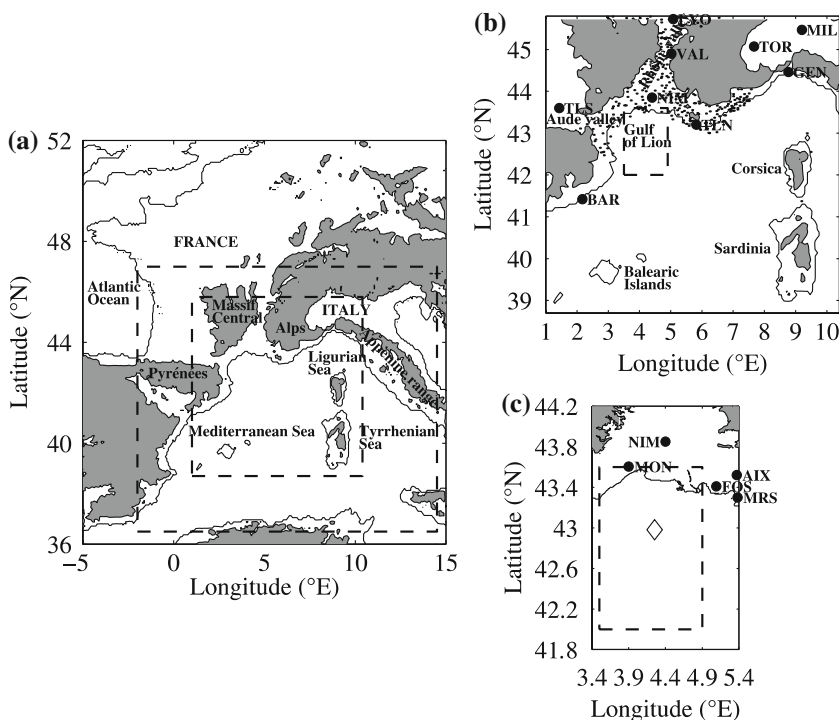 (a)
Latitude (°N)
52
48
44
40
36
FRANCE
Atlantic
Ocean
Massif
Central
Alps
ITALY
Pyrénées
Ligurian
Sea
Appenine range
Mediterranean Sea
Tyrrhenian
Sea
−5 0 5 10 15
Longitude (°E)
(b)
Latitude (°N)
45
44
43
42
41
40
39
LYO
MIL
VAL
TOR
GEN
NIM
TLS
Aude valley
TLN
Gulf
of Lion
Corsica
BAR
Sardinia
Balearic
Islands
1 2 3 4 5 6 7 8 9 10
Longitude (°E)
(c)
Latitude (°N)
44.2
43.8
43.4
43
42.6
42.2
41.8
NIM
MON
AIX
FOS
MRS
3.4 3.9 4.4 4.9 5.4
Longitude (°E)